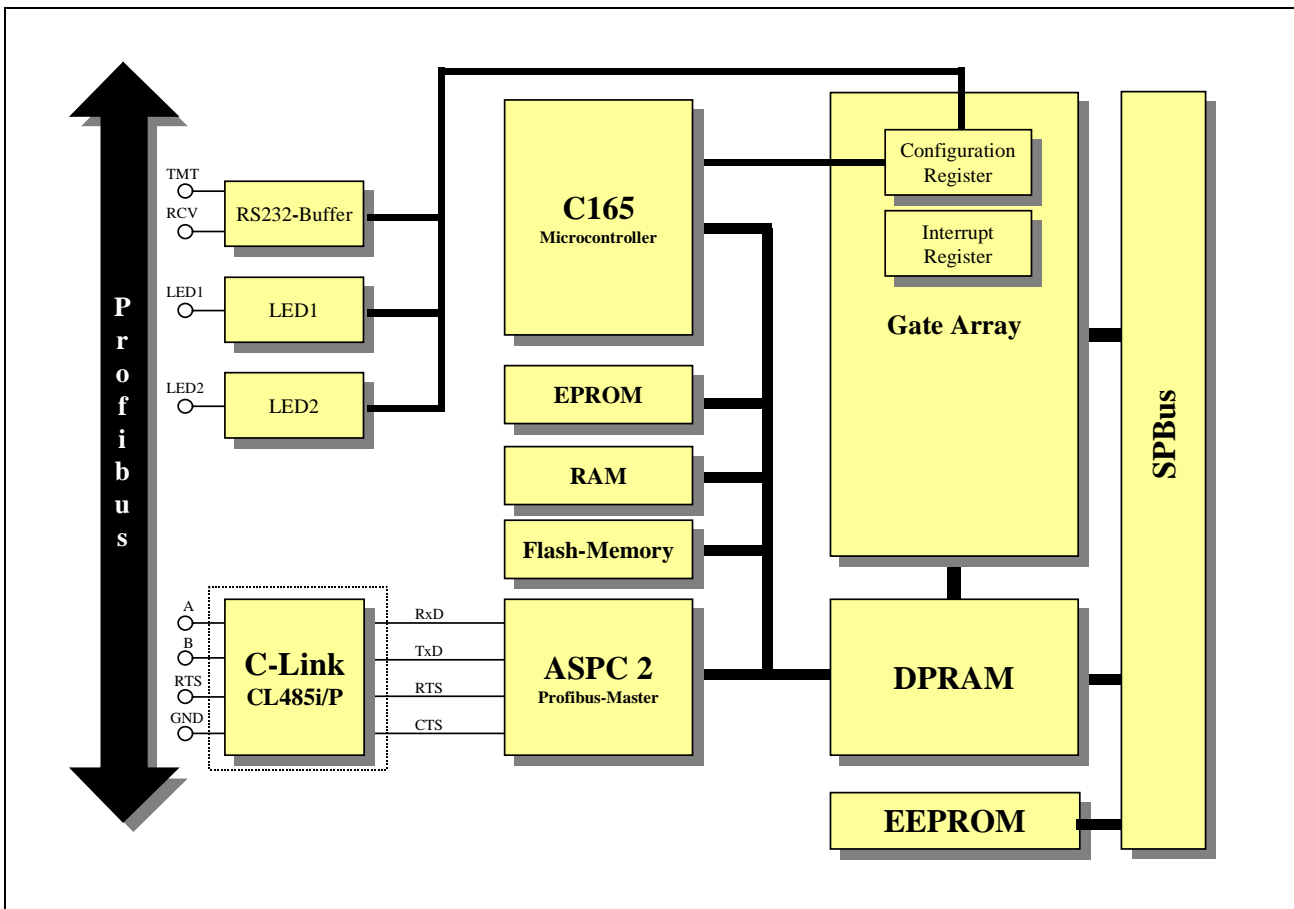 Profibus
TMT
RCV
RS232-Buffer
LED1
LED1
LED2
LED2
A
B
RTS
GND
C-Link
CL485i/P
RxD
TxD
RTS
CTS
C165
Microcontroller
EPROM
RAM
Flash-Memory
ASPC 2
Profibus-Master
Configuration
Register
Interrupt
Register
Gate Array
DPRAM
EEPROM
SPBus